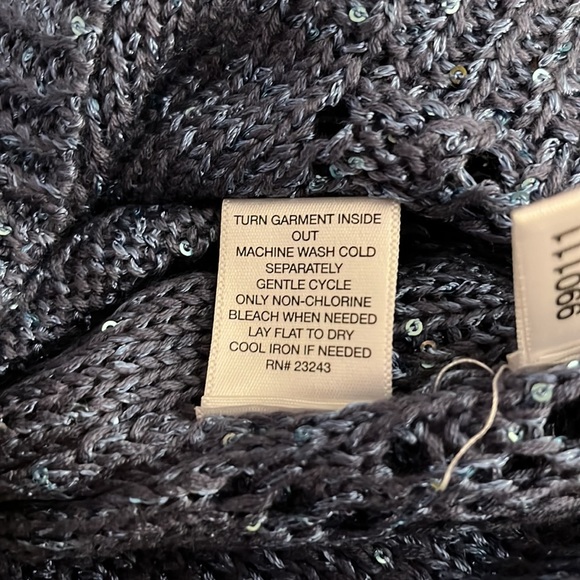 TURN GARMENT INSIDE
OUT
MACHINE WASH COLD
SEPARATELY
GENTLE CYCLE
ONLY NON-CHLORINE
BLEACH WHEN NEEDED
LAY FLAT TO DRY
COOL IRON IF NEEDED
RN# 23243
990111